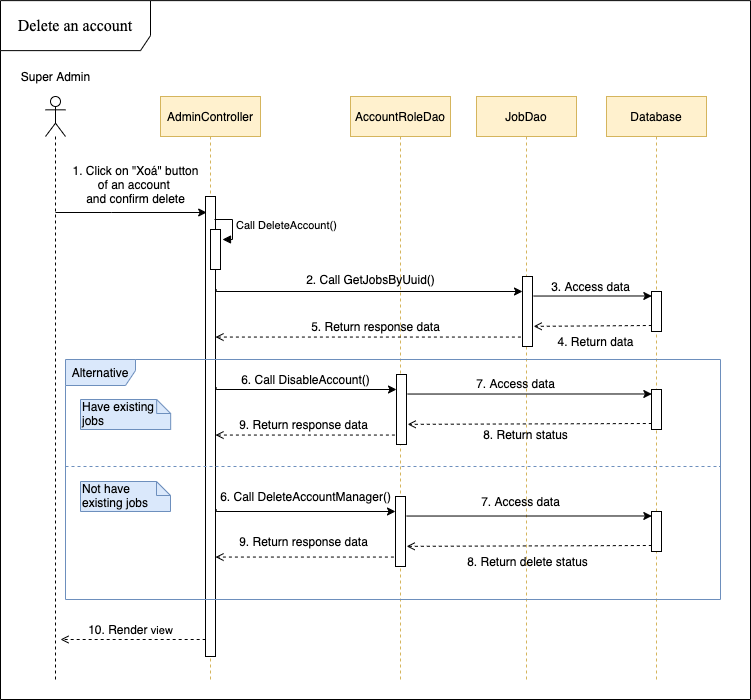 Delete an account
Super Admin
AdminController
AccountRoleDao
JobDao
Database
1. Click on "Xoá" button
of an account
and confirm delete
Call DeleteAccount()
2. Call GetJobsByUuid()
3. Access data
4. Return data
5. Return response data
Alternative
Have existing
jobs
6. Call DisableAccount()
7. Access data
8. Return status
9. Return response data
Not have
existing jobs
6. Call DeleteAccountManager()
7. Access data
8. Return delete status
9. Return response data
10. Render view